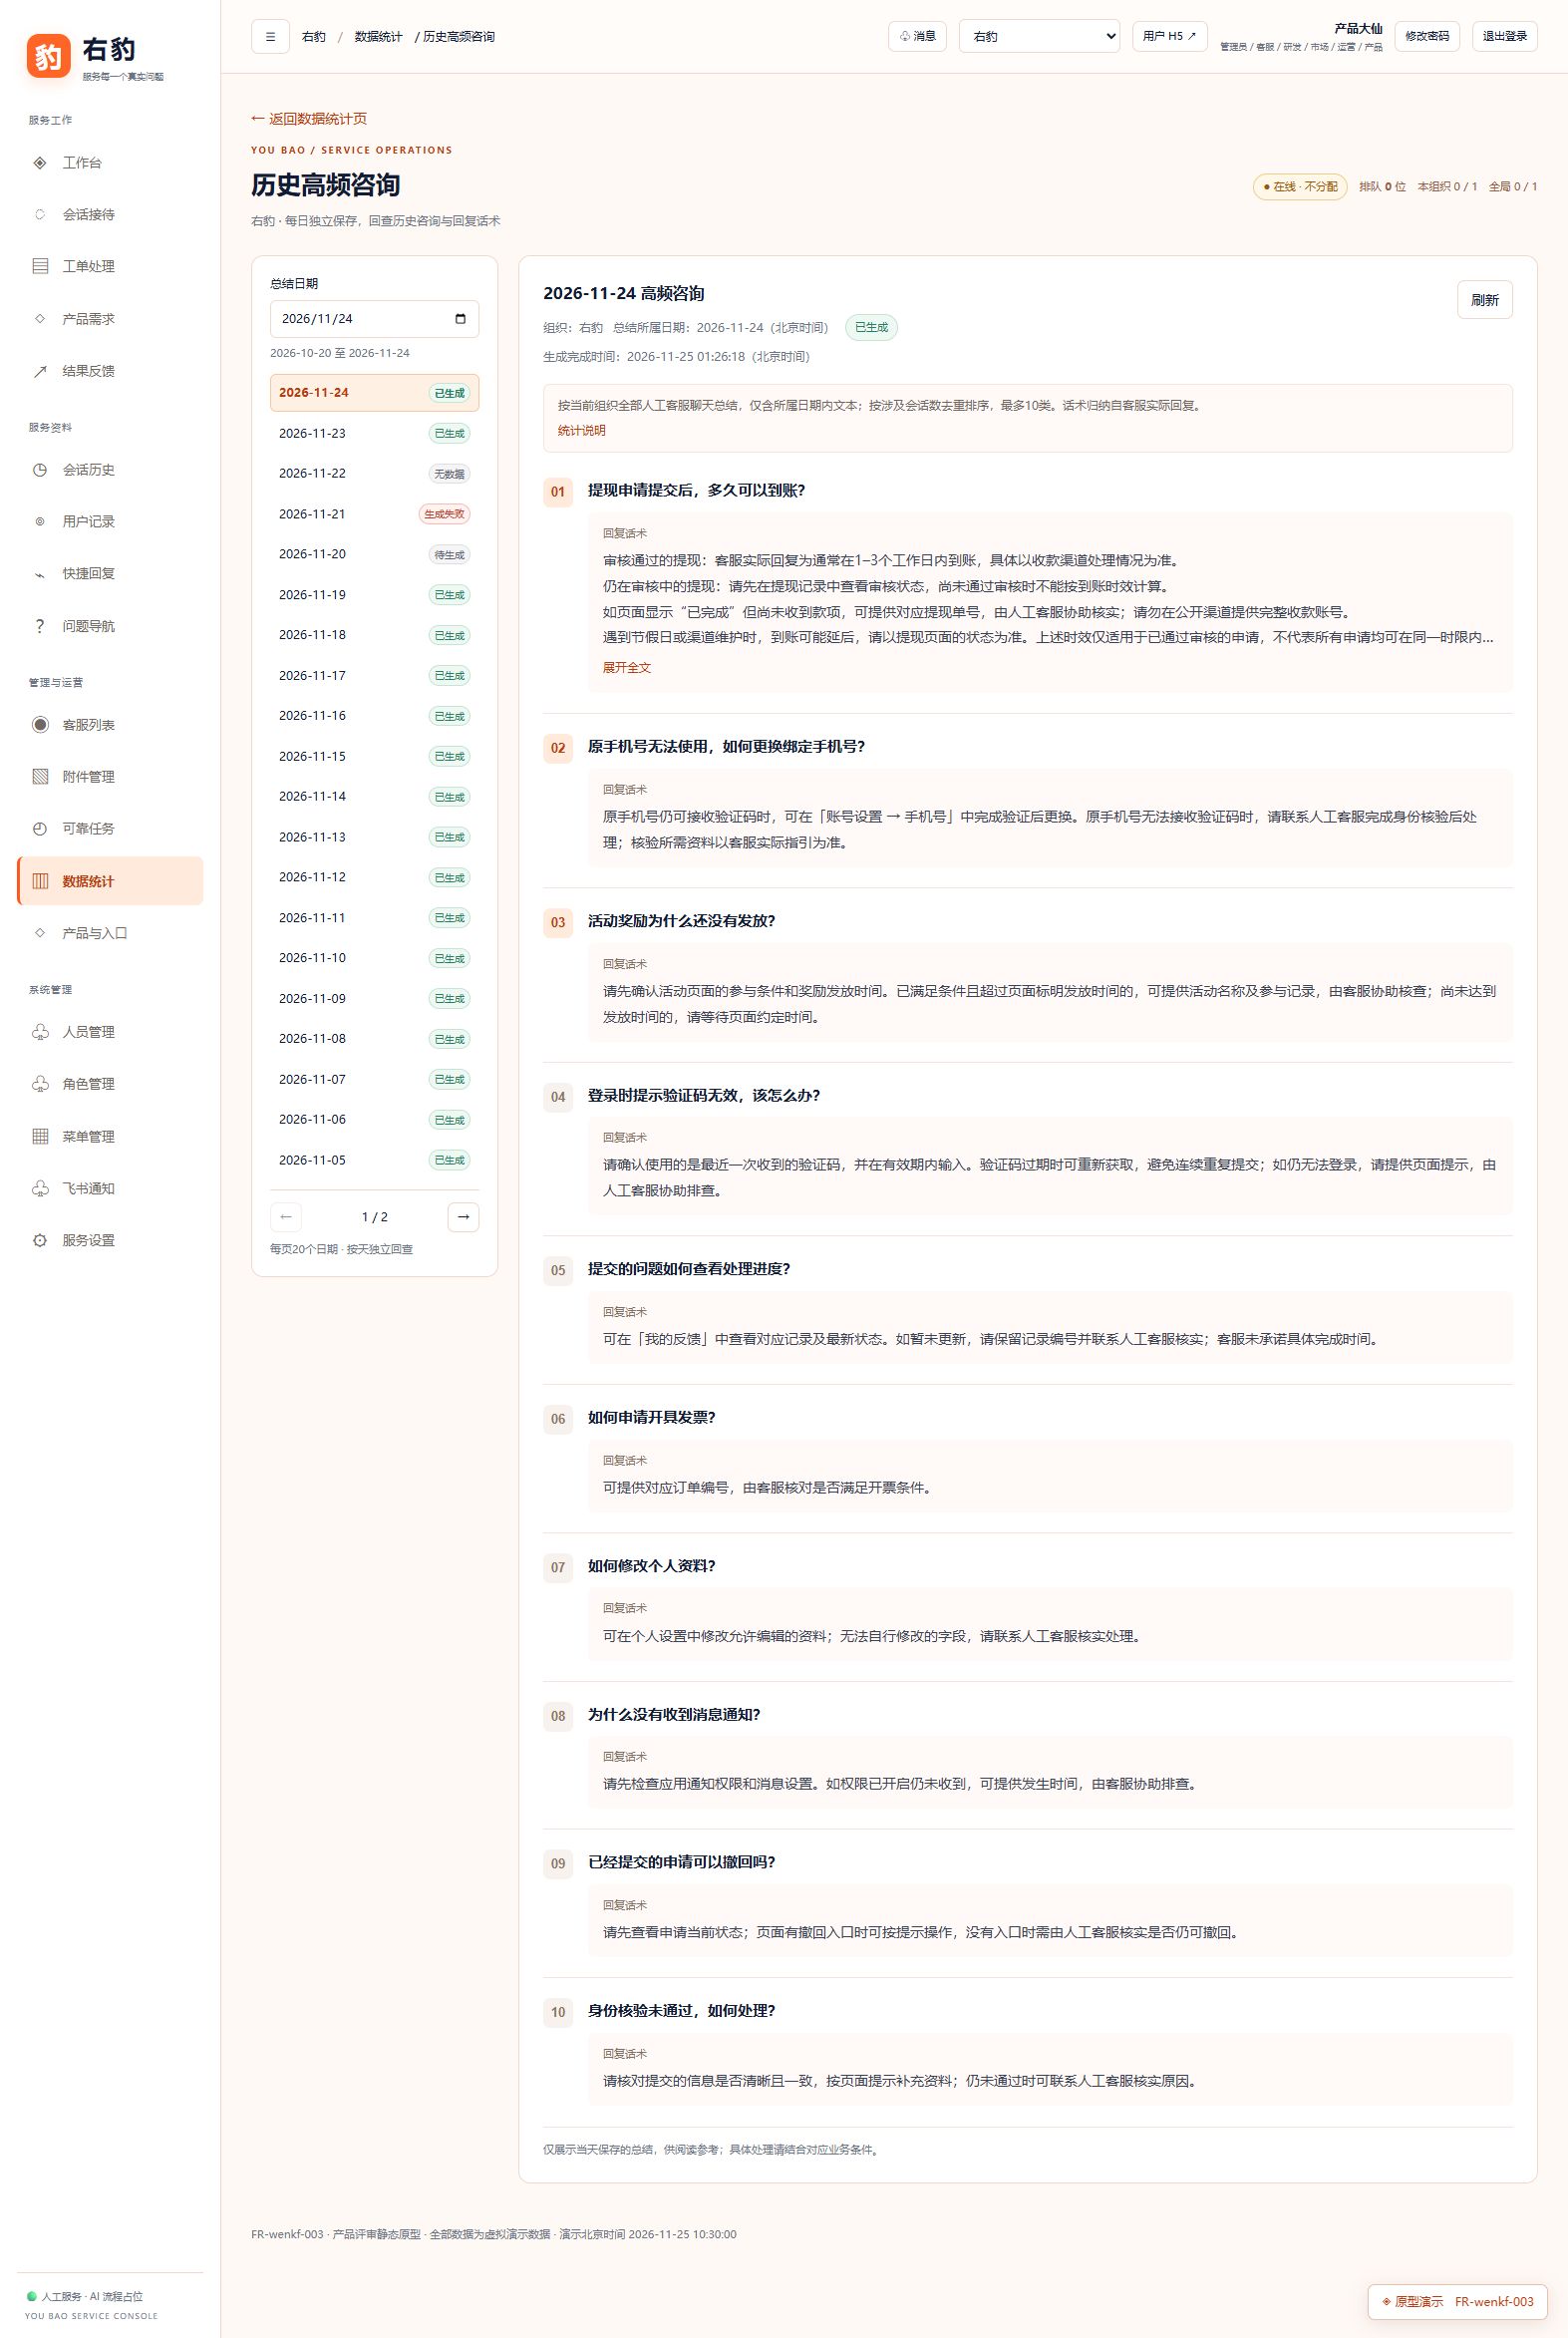 豹 右豹
服务每一个真实问题
服务工作
工作台
会话接待
工单处理
产品需求
结果反馈
服务资料
会话历史
用户记录
快捷回复
? 问题导航
管理与运营
客服列表
附件管理
可靠任务
数据统计
产品与入口
系统管理
人员管理
角色管理
菜单管理
飞书通知
服务设置
人工服务 · AI 流程占位
YOU BAO SERVICE CONSOLE
☰ 右豹 / 数据统计 / 历史高频咨询
消息
右豹
用户 H5 ↗
产品大仙
管理员 / 客服 / 研发 / 市场 / 运营 / 产品
修改密码
退出登录
← 返回数据统计页
YOU BAO / SERVICE OPERATIONS
历史高频咨询
右豹 · 每日独立保存，回查历史咨询与回复话术
● 在线 · 不分配 排队 0 位 本组织 0 / 1 全局 0 / 1
总结日期
2026/11/24
2026-10-20 至 2026-11-24
2026-11-24 已生成
2026-11-23 已生成
2026-11-22 无数据
2026-11-21 生成失败
2026-11-20 待生成
2026-11-19 已生成
2026-11-18 已生成
2026-11-17 已生成
2026-11-16 已生成
2026-11-15 已生成
2026-11-14 已生成
2026-11-13 已生成
2026-11-12 已生成
2026-11-11 已生成
2026-11-10 已生成
2026-11-09 已生成
2026-11-08 已生成
2026-11-07 已生成
2026-11-06 已生成
2026-11-05 已生成
← 1 / 2 →
每页20个日期 · 按天独立回查
2026-11-24 高频咨询
刷新
组织：右豹 总结所属日期：2026-11-24（北京时间） 已生成
生成完成时间：2026-11-25 01:26:18（北京时间）
按当前组织全部人工客服聊天总结，仅含所属日期内文本；按涉及会话数去重排序，最多10类。话术归纳自客服实际回复。
统计说明
01 提现申请提交后，多久可以到账？
回复话术
审核通过的提现：客服实际回复为通常在1–3个工作日内到账，具体以收款渠道处理情况为准。
仍在审核中的提现：请先在提现记录中查看审核状态，尚未通过审核时不能按到账时效计算。
如页面显示“已完成”但尚未收到款项，可提供对应提现单号，由人工客服协助核实；请勿在公开渠道提供完整收款账号。
遇到节假日或渠道维护时，到账可能延后，请以提现页面的状态为准。上述时效仅适用于已通过审核的申请，不代表所有申请均可在同一时限内...
展开全文
02 原手机号无法使用，如何更换绑定手机号？
回复话术
原手机号仍可接收验证码时，可在「账号设置 → 手机号」中完成验证后更换。原手机号无法接收验证码时，请联系人工客服完成身份核验后处
理；核验所需资料以客服实际指引为准。
03 活动奖励为什么还没有发放？
回复话术
请先确认活动页面的参与条件和奖励发放时间。已满足条件且超过页面标明发放时间的，可提供活动名称及参与记录，由客服协助核查；尚未达到
发放时间的，请等待页面约定时间。
04 登录时提示验证码无效，该怎么办？
回复话术
请确认使用的是最近一次收到的验证码，并在有效期内输入。验证码过期时可重新获取，避免连续重复提交；如仍无法登录，请提供页面提示，由
人工客服协助排查。
05 提交的问题如何查看处理进度？
回复话术
可在「我的反馈」中查看对应记录及最新状态。如暂未更新，请保留记录编号并联系人工客服核实；客服未承诺具体完成时间。
06 如何申请开具发票？
回复话术
可提供对应订单编号，由客服核对是否满足开票条件。
07 如何修改个人资料？
回复话术
可在个人设置中修改允许编辑的资料；无法自行修改的字段，请联系人工客服核实处理。
08 为什么没有收到消息通知？
回复话术
请先检查应用通知权限和消息设置。如权限已开启仍未收到，可提供发生时间，由客服协助排查。
09 已经提交的申请可以撤回吗？
回复话术
请先查看申请当前状态；页面有撤回入口时可按提示操作，没有入口时需由人工客服核实是否仍可撤回。
10 身份核验未通过，如何处理？
回复话术
请核对提交的信息是否清晰且一致，按页面提示补充资料；仍未通过时可联系人工客服核实原因。
仅展示当天保存的总结，供阅读参考；具体处理请结合对应业务条件。
FR-wenkf-003 · 产品评审静态原型 · 全部数据为虚拟演示数据 · 演示北京时间 2026-11-25 10:30:00
◈ 原型演示 FR-wenkf-003